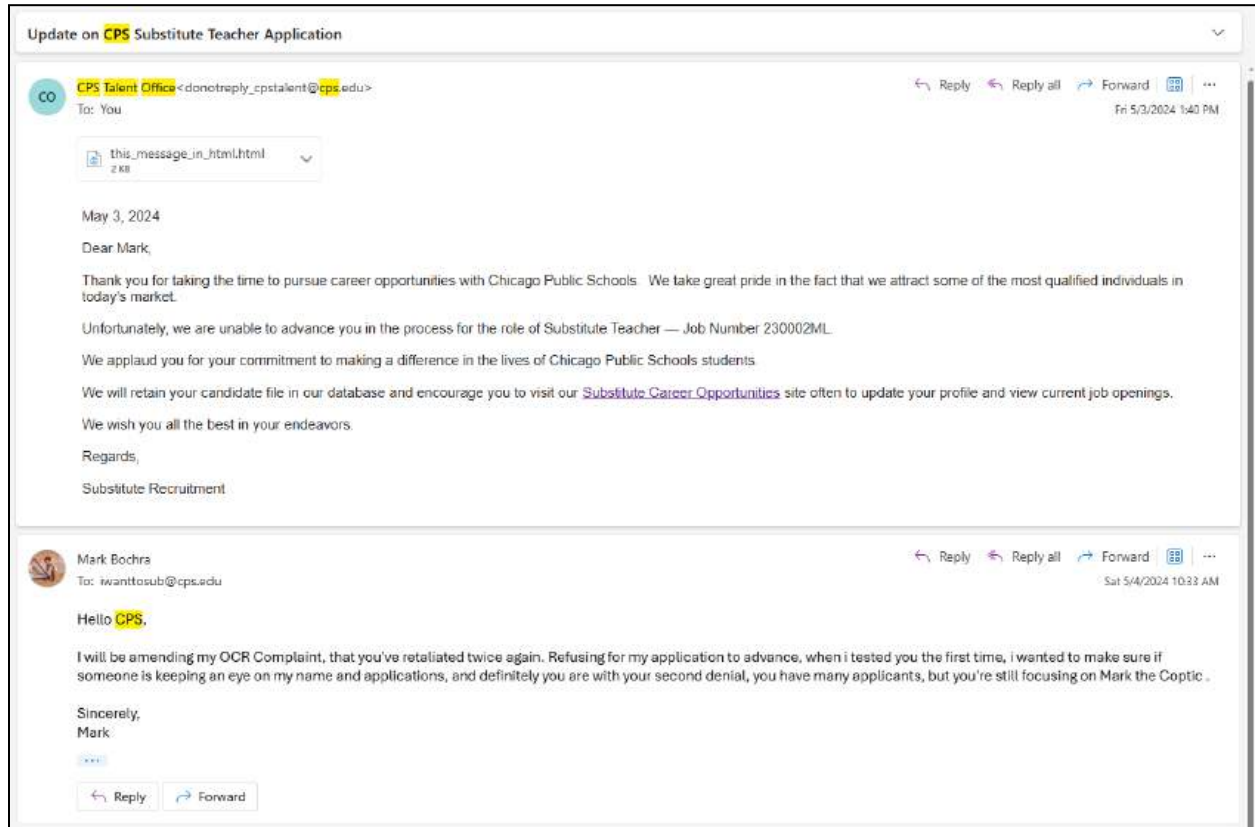 Update on CPS Substitute Teacher Application
CO
CPS Talent Office<donotreply_cpstalent@cps.edu>
Reply Reply all Forward
To: You
Fri 5/3/2024 1:40 PM
this_message_in_html.html
2 KB
May 3, 2024
Dear Mark,
Thank you for taking the time to pursue career opportunities with Chicago Public Schools. We take great pride in the fact that we attract some of the most qualified individuals in
today's market.
Unfortunately, we are unable to advance you in the process for the role of Substitute Teacher — Job Number 230002ML.
We applaud you for your commitment to making a difference in the lives of Chicago Public Schools students.
We will retain your candidate file in our database and encourage you to visit our Substitute Career Opportunities site often to update your profile and view current job openings.
We wish you all the best in your endeavors.
Regards,
Substitute Recruitment
Mark Bochra
Reply Reply all Forward
To: iwanttosub@cps.edu
Sat 5/4/2024 10:33 AM
Hello CPS,
I will be amending my OCR Complaint, that you've retaliated twice again. Refusing for my application to advance, when i tested you the first time, i wanted to make sure if
someone is keeping an eye on my name and applications, and definitely you are with your second denial, you have many applicants, but you're still focusing on Mark the Coptic .
Sincerely,
Mark
Reply Forward